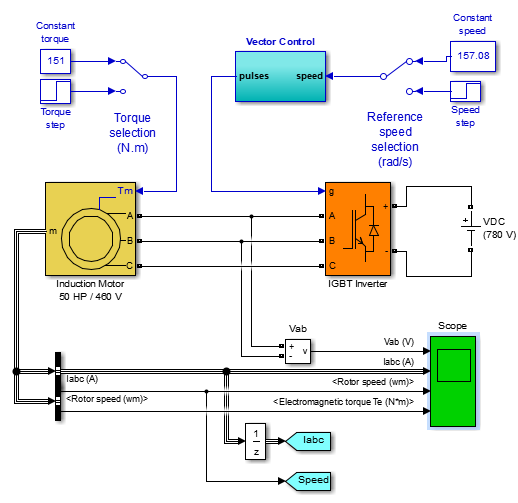 Constant
torque
151
Torque
step
Torque
selection
(N.m)
Vector Control
pulses
speed
Constant
speed
157.08
Speed
step
Reference
speed
selection
(rad/s)
Tm
m
A
B
C
Induction Motor
50 HP / 460 V
g
A
B
C
+
-
IGBT Inverter
+
VDC
(780 V)
Vab
+
-
v
Scope
Vab (V)
Iabc (A)
<Rotor speed (wm)>
<Electromagnetic torque Te (N*m)>
Iabc (A)
<Rotor speed (wm)>
1
z
Iabc
Speed